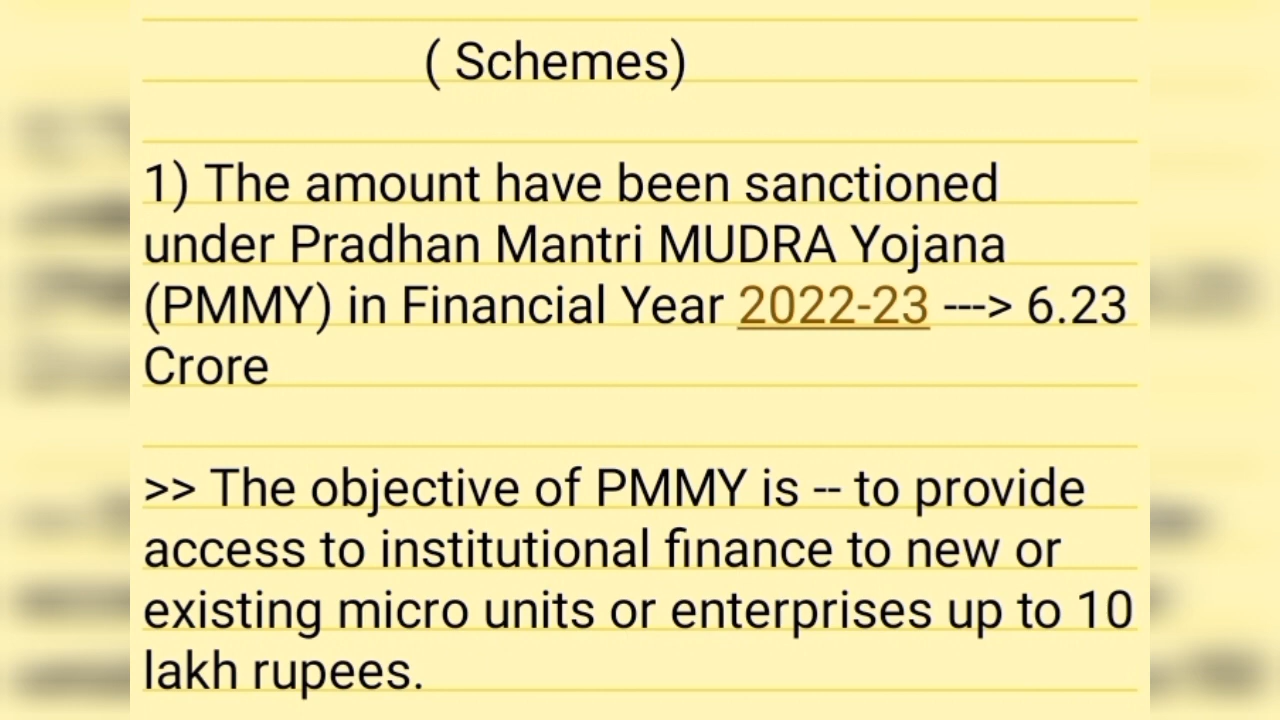 ( Schemes)
1) The amount have been sanctioned
under Pradhan Mantri MUDRA Yojana
(PMMY) in Financial Year 2022-23 ---> 6.23
Crore
>> The objective of PMMY is -- to provide
access to institutional finance to new or
existing micro units or enterprises up to 10
lakh rupees.